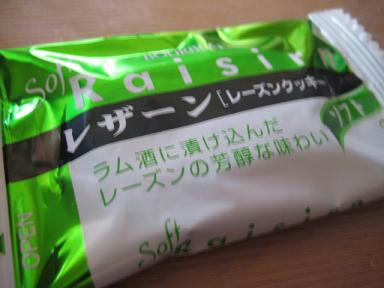 Soft
Raisin
レザーン[レーズンクッキー]
ソフト
ラム酒に漬け込んだ
レーズンの芳醇な味わい
OPEN
Soft
Raisin